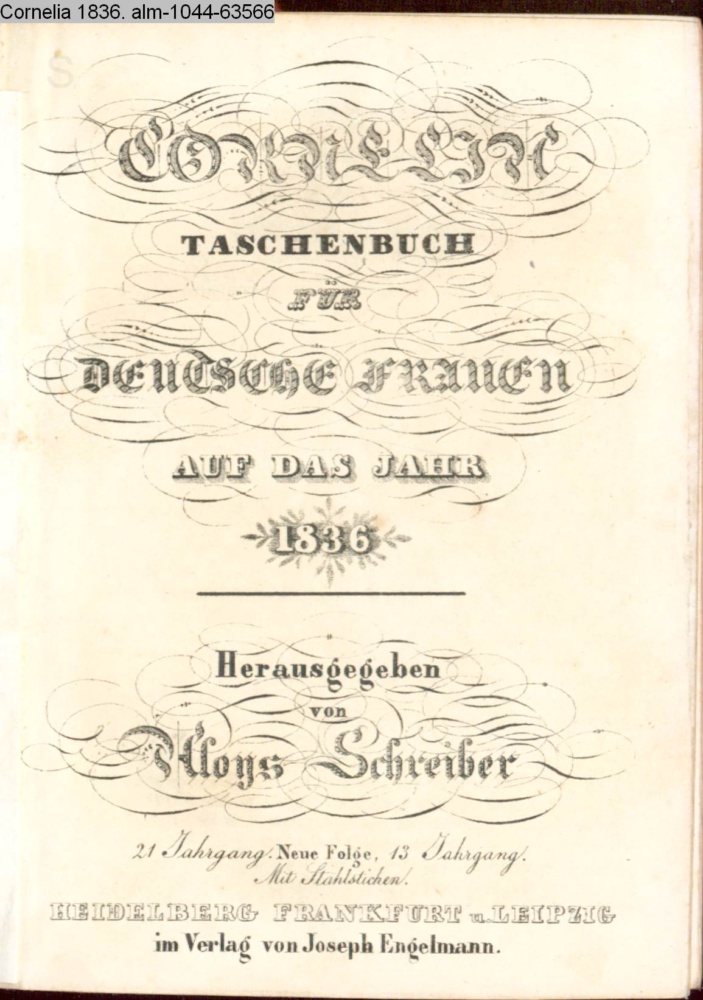 Cornelia 1836. alm-1044-63566
S
CORNELIA
TASCHENBUCH
FÜR
DEUTSCHE FRAUEN
AUF DAS JAHR
1836
Herausgegeben
von
Aloys Schreiber
21 Jahrgang. Neue Folge, 13 Jahrgang.
Mit Stahlstichen.
HEIDELBERG FRANKFURT u. LEIPZIG
im Verlag von Joseph Engelmann.